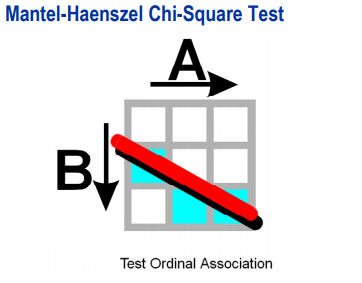 Mantel-Haenszel Chi-Square Test
A
B
Test Ordinal Association